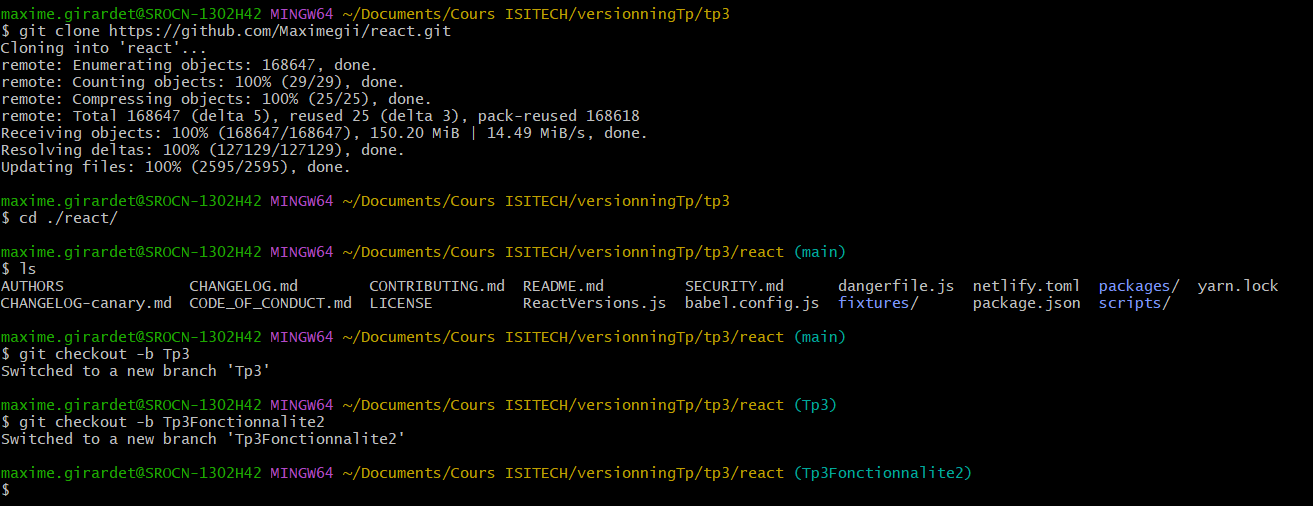 maxime.girardet@SROCN-1302H42 MINGW64 ~/Documents/Cours ISITECH/versionningTp/tp3
$ git clone https://github.com/Maximegii/react.git
Cloning into 'react'...
remote: Enumerating objects: 168647, done.
remote: Counting objects: 100% (29/29), done.
remote: Compressing objects: 100% (25/25), done.
remote: Total 168647 (delta 5), reused 25 (delta 3), pack-reused 168618
Receiving objects: 100% (168647/168647), 150.20 MiB | 14.49 MiB/s, done.
Resolving deltas: 100% (127129/127129), done.
Updating files: 100% (2595/2595), done.
maxime.girardet@SROCN-1302H42 MINGW64 ~/Documents/Cours ISITECH/versionningTp/tp3
$ cd ./react/
maxime.girardet@SROCN-1302H42 MINGW64 ~/Documents/Cours ISITECH/versionningTp/tp3/react (main)
$ ls
AUTHORS CHANGELOG.md CONTRIBUTING.md README.md SECURITY.md dangerfile.js netlify.toml packages/ yarn.lock
CHANGELOG-canary.md CODE_OF_CONDUCT.md LICENSE ReactVersions.js babel.config.js fixtures/ package.json scripts/
maxime.girardet@SROCN-1302H42 MINGW64 ~/Documents/Cours ISITECH/versionningTp/tp3/react (main)
$ git checkout -b Tp3
Switched to a new branch 'Tp3'
maxime.girardet@SROCN-1302H42 MINGW64 ~/Documents/Cours ISITECH/versionningTp/tp3/react (Tp3)
$ git checkout -b Tp3Fonctionnalite2
Switched to a new branch 'Tp3Fonctionnalite2'
maxime.girardet@SROCN-1302H42 MINGW64 ~/Documents/Cours ISITECH/versionningTp/tp3/react (Tp3Fonctionnalite2)
$